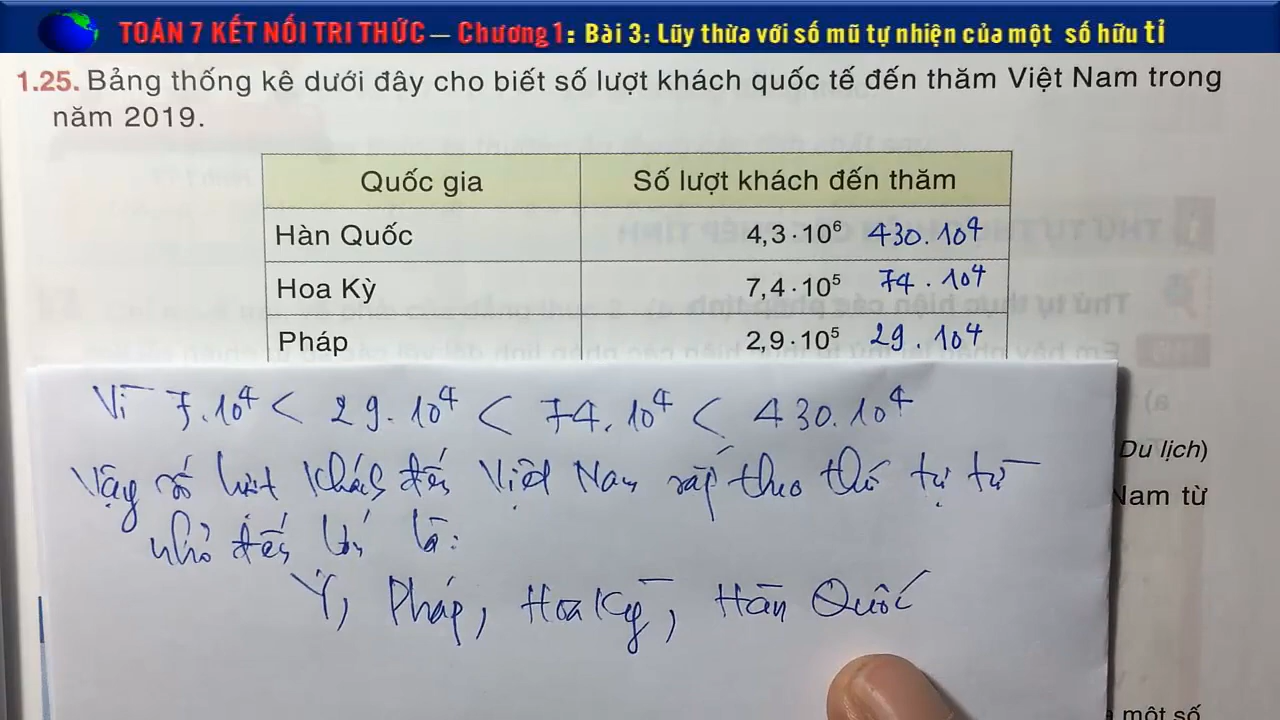 TOÁN 7 KẾT NỐI TRI THỨC – Chương 1: Bài 3: Lũy thừa với số mũ tự nhiện của một số hữu tỉ
1.25. Bảng thống kê dưới đây cho biết số lượt khách quốc tế đến thăm Việt Nam trong
năm 2019.
Quốc gia Số lượt khách đến thăm
Hàn Quốc 4,3·10⁶ 430.10⁴
Hoa Kỳ 7,4·10⁵ 74.10⁴
Pháp 2,9·10⁵ 29.10⁴
Vì 7.10⁴ < 29.10⁴ < 74.10⁴ < 430.10⁴
Du lịch)
Vậy số lượt khách đến Việt Nam sắp theo thứ tự từ
Nam từ
nhỏ đến lớn là:
Ý, Pháp, Hoa Kỳ, Hàn Quốc
một số